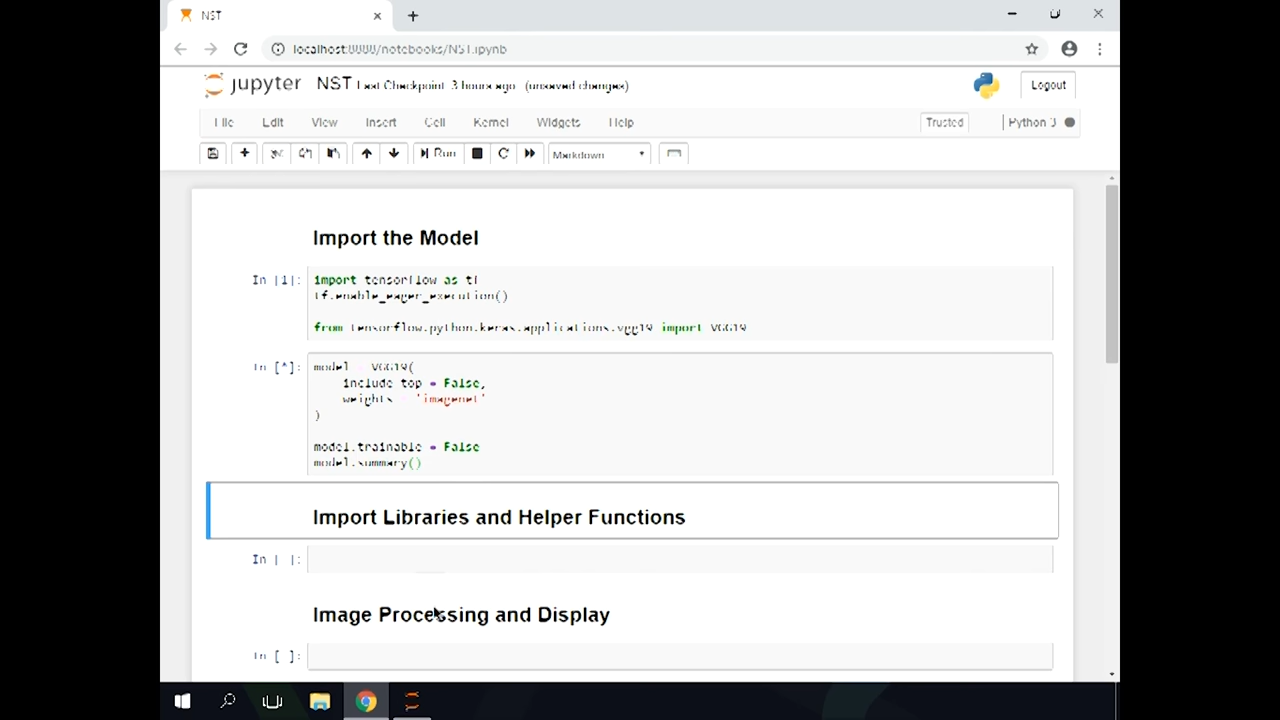 NST
localhost:8888/notebooks/NST.ipynb
jupyter NST Last Checkpoint 3 hours ago (unsaved changes)
Logout
File Edit View Insert Cell Kernel Widgets Help Trusted Python 3
Run Markdown
Import the Model
In [1]: import tensorflow as tf
tf.enable_eager_execution()
from tensorflow.python.keras.applications.vgg19 import VGG19
In [*]: model = VGG19(
include_top = False,
weights = 'imagenet'
)
model.trainable = False
model.summary()
Import Libraries and Helper Functions
In [ ]:
Image Processing and Display
In [ ]: